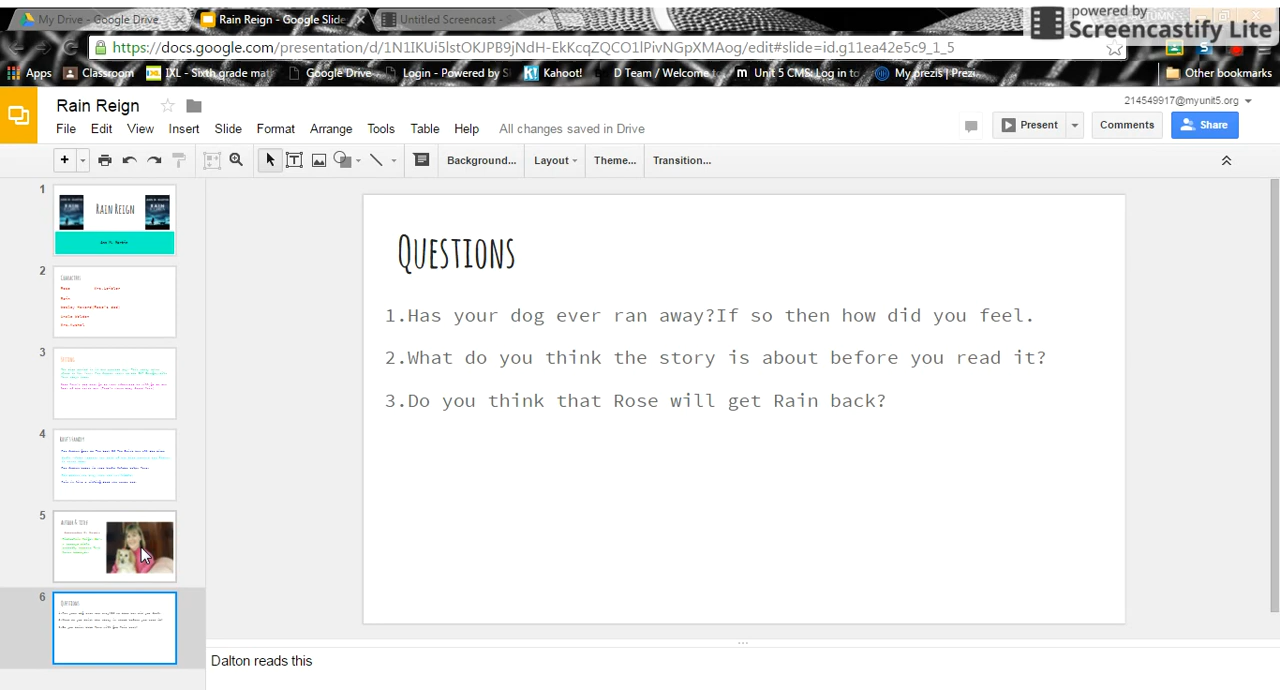 My Drive - Google Drive
Rain Reign - Google Slide
Untitled Screencast -
powered by
Screencastify Lite
https://docs.google.com/presentation/d/1N1IKUi5lstOKJPB9jNdH-EkKcqZQCO1lPivNGpXMAog/edit#slide=id.g11ea42e5c9_1_5
Apps
Classroom
IXL - Sixth grade mat
Google Drive
Login - Powered by S
Kahoot!
D Team / Welcome t
Unit 5 CMS: Log in to
My prezis | Prezi
Other bookmarks
Rain Reign
214549917@myunit5.org
File Edit View Insert Slide Format Arrange Tools Table Help All changes saved in Drive
Present
Comments
Share
Background...
Layout
Theme...
Transition...
1
Rain Reign
2
Characters
3
Setting
4
5
6
Questions
Questions
1.Has your dog ever ran away?If so then how did you feel.
2.What do you think the story is about before you read it?
3.Do you think that Rose will get Rain back?
Dalton reads this